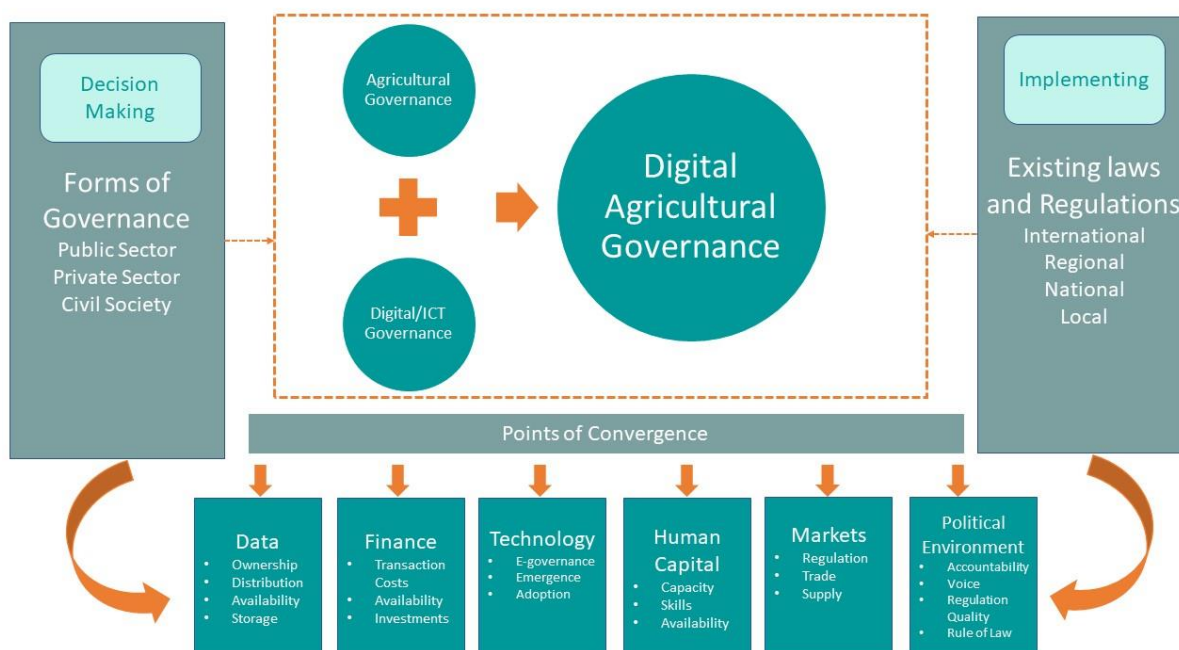 Decision
Making
Forms of
Governance
Public Sector
Private Sector
Civil Society
Agricultural
Governance
Digital/ICT
Governance
Digital
Agricultural
Governance
Implementing
Existing laws
and Regulations
International
Regional
National
Local
Points of Convergence
Data
• Ownership
• Distribution
• Availability
• Storage
Finance
• Transaction
Costs
• Availability
• Investments
Technology
• E-governance
• Emergence
• Adoption
Human
Capital
• Capacity
• Skills
• Availability
Markets
• Regulation
• Trade
• Supply
Political
Environment
• Accountability
• Voice
• Regulation
Quality
• Rule of Law